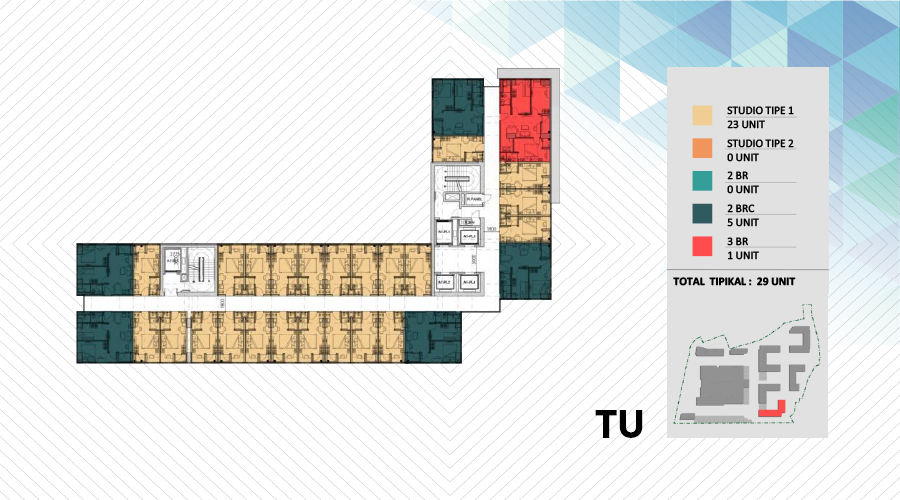 STUDIO TIPE 1
23 UNIT
STUDIO TIPE 2
0 UNIT
2 BR
0 UNIT
2 BRC
5 UNIT
3 BR
1 UNIT
TOTAL TIPIKAL : 29 UNIT
TU